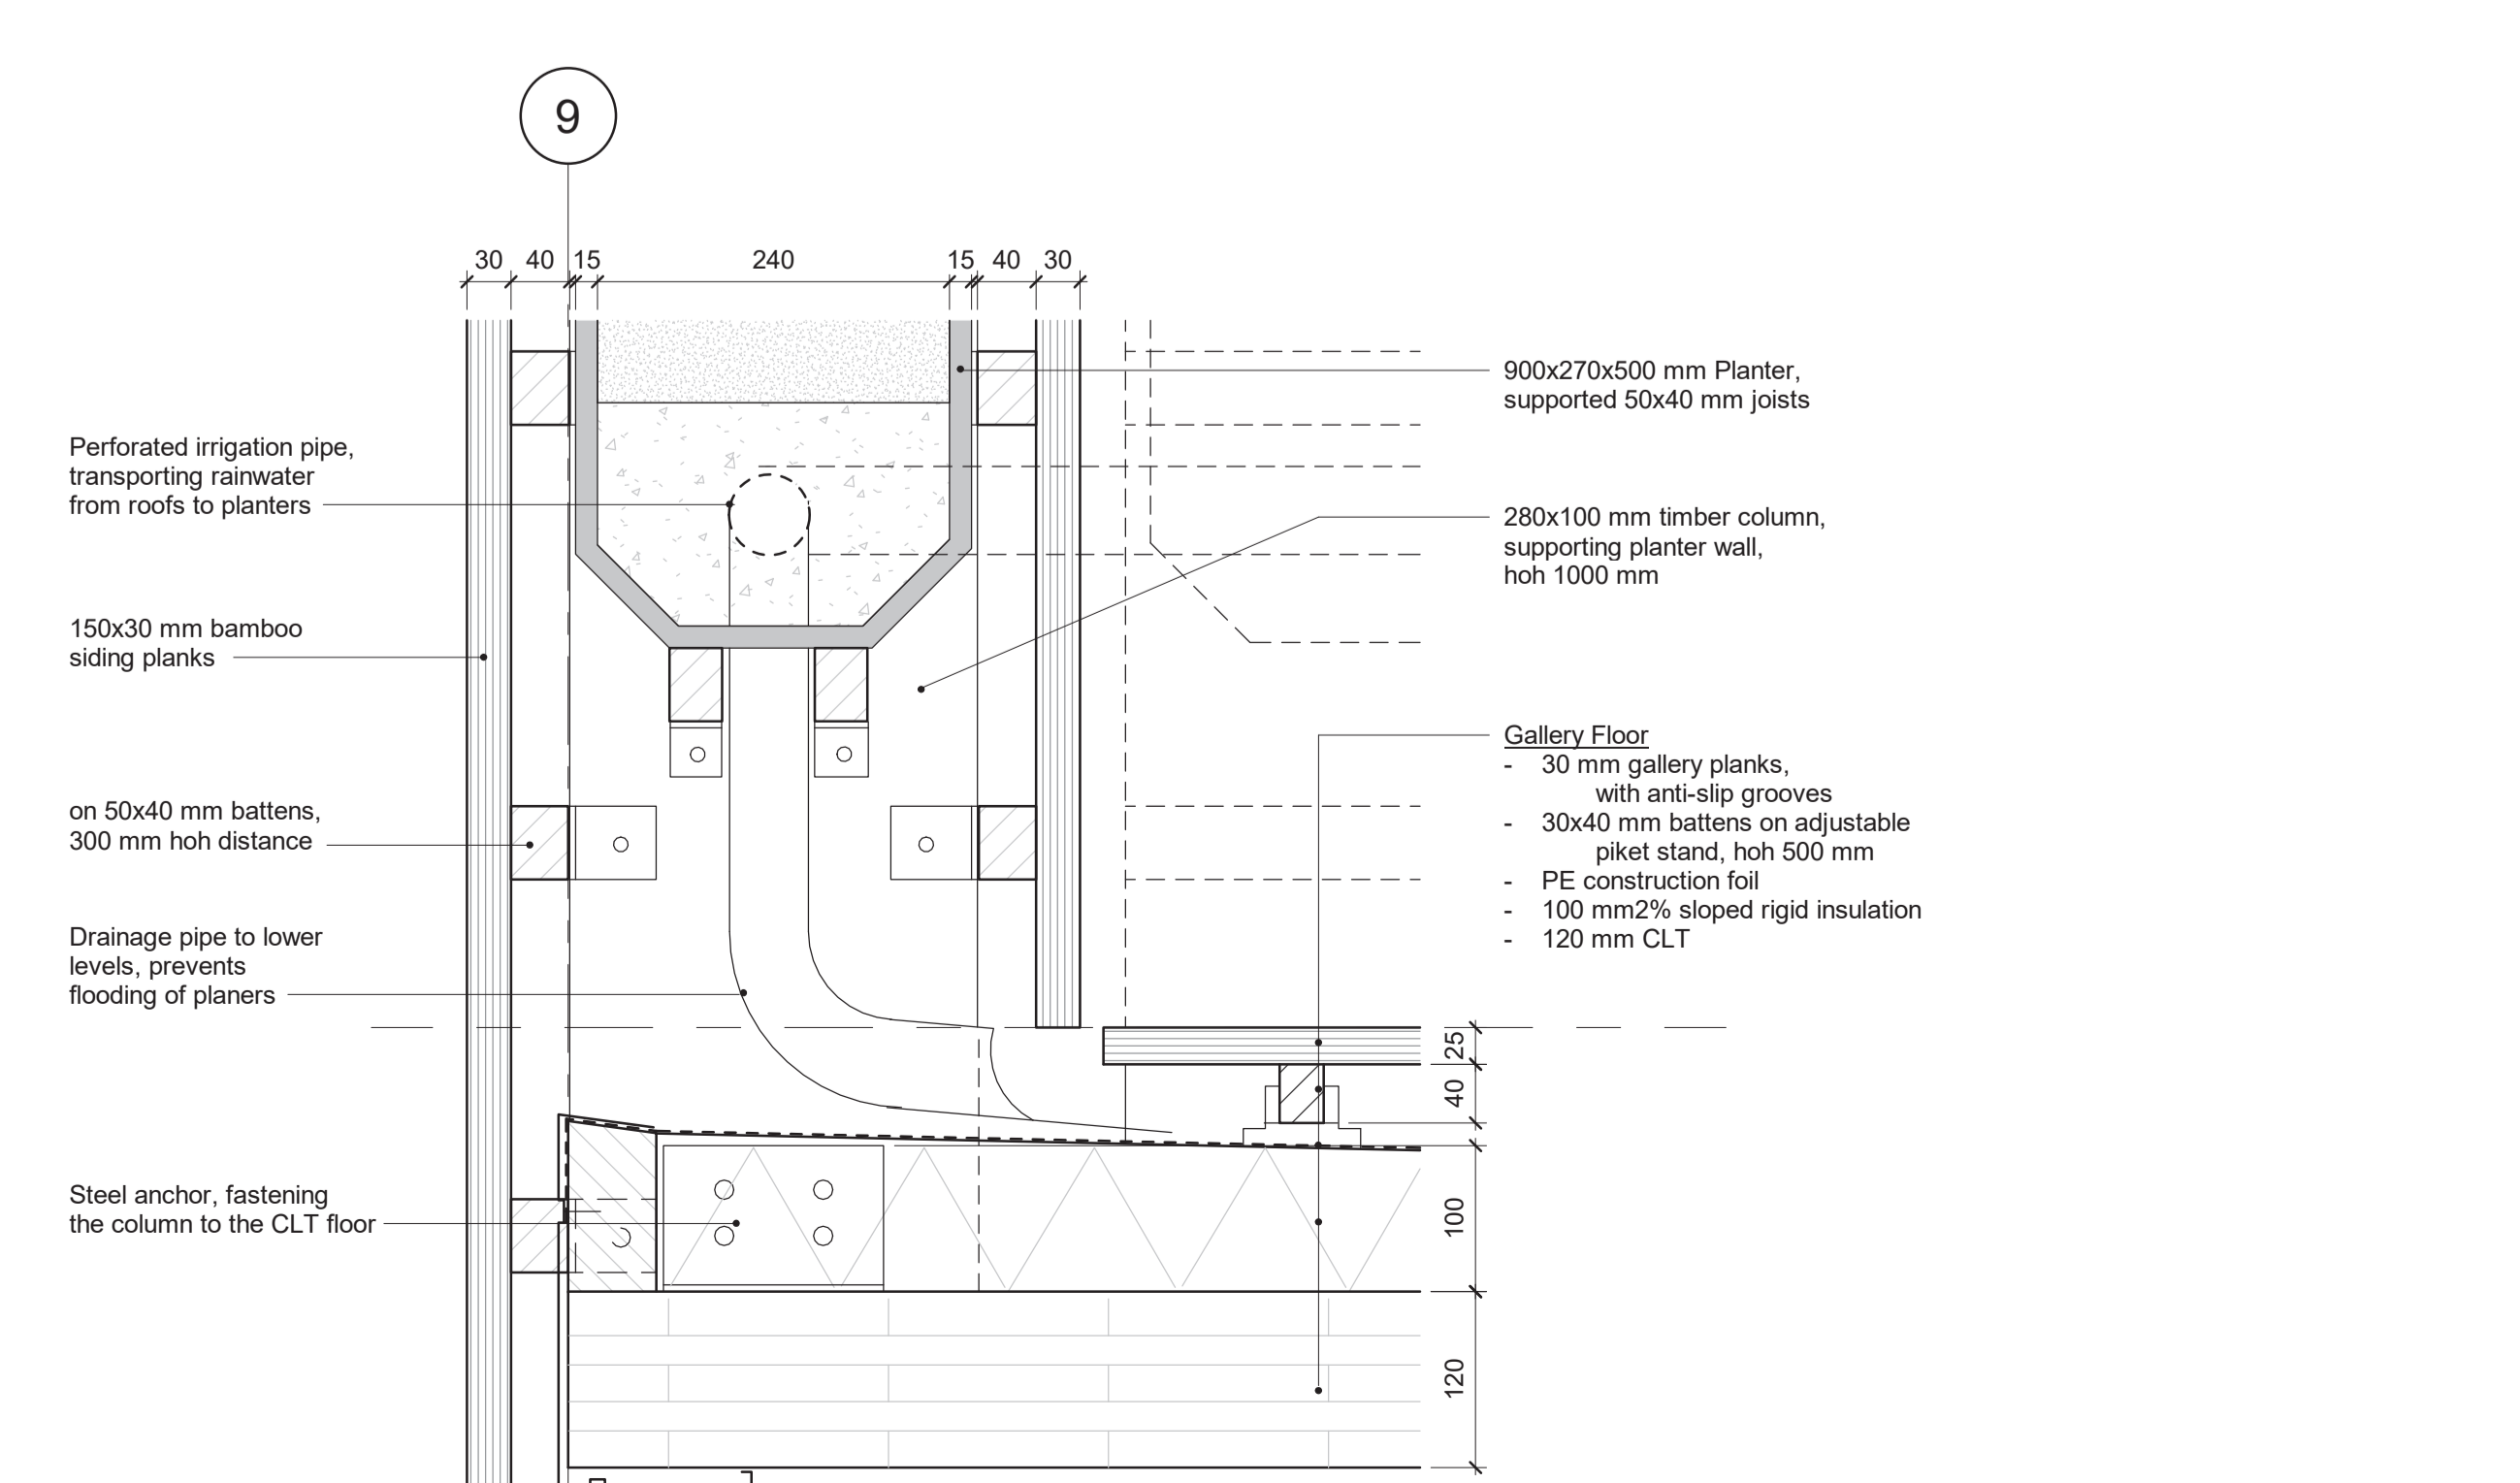 9
30 40 15 240 15 40 30
Perforated irrigation pipe,
transporting rainwater
from roofs to planters
150x30 mm bamboo
siding planks
on 50x40 mm battens,
300 mm hoh distance
Drainage pipe to lower
levels, prevents
flooding of planers
Steel anchor, fastening
the column to the CLT floor
900x270x500 mm Planter,
supported 50x40 mm joists
280x100 mm timber column,
supporting planter wall,
hoh 1000 mm
Gallery Floor
- 30 mm gallery planks,
with anti-slip grooves
- 30x40 mm battens on adjustable
piket stand, hoh 500 mm
- PE construction foil
- 100 mm2% sloped rigid insulation
- 120 mm CLT
25
40
100
120